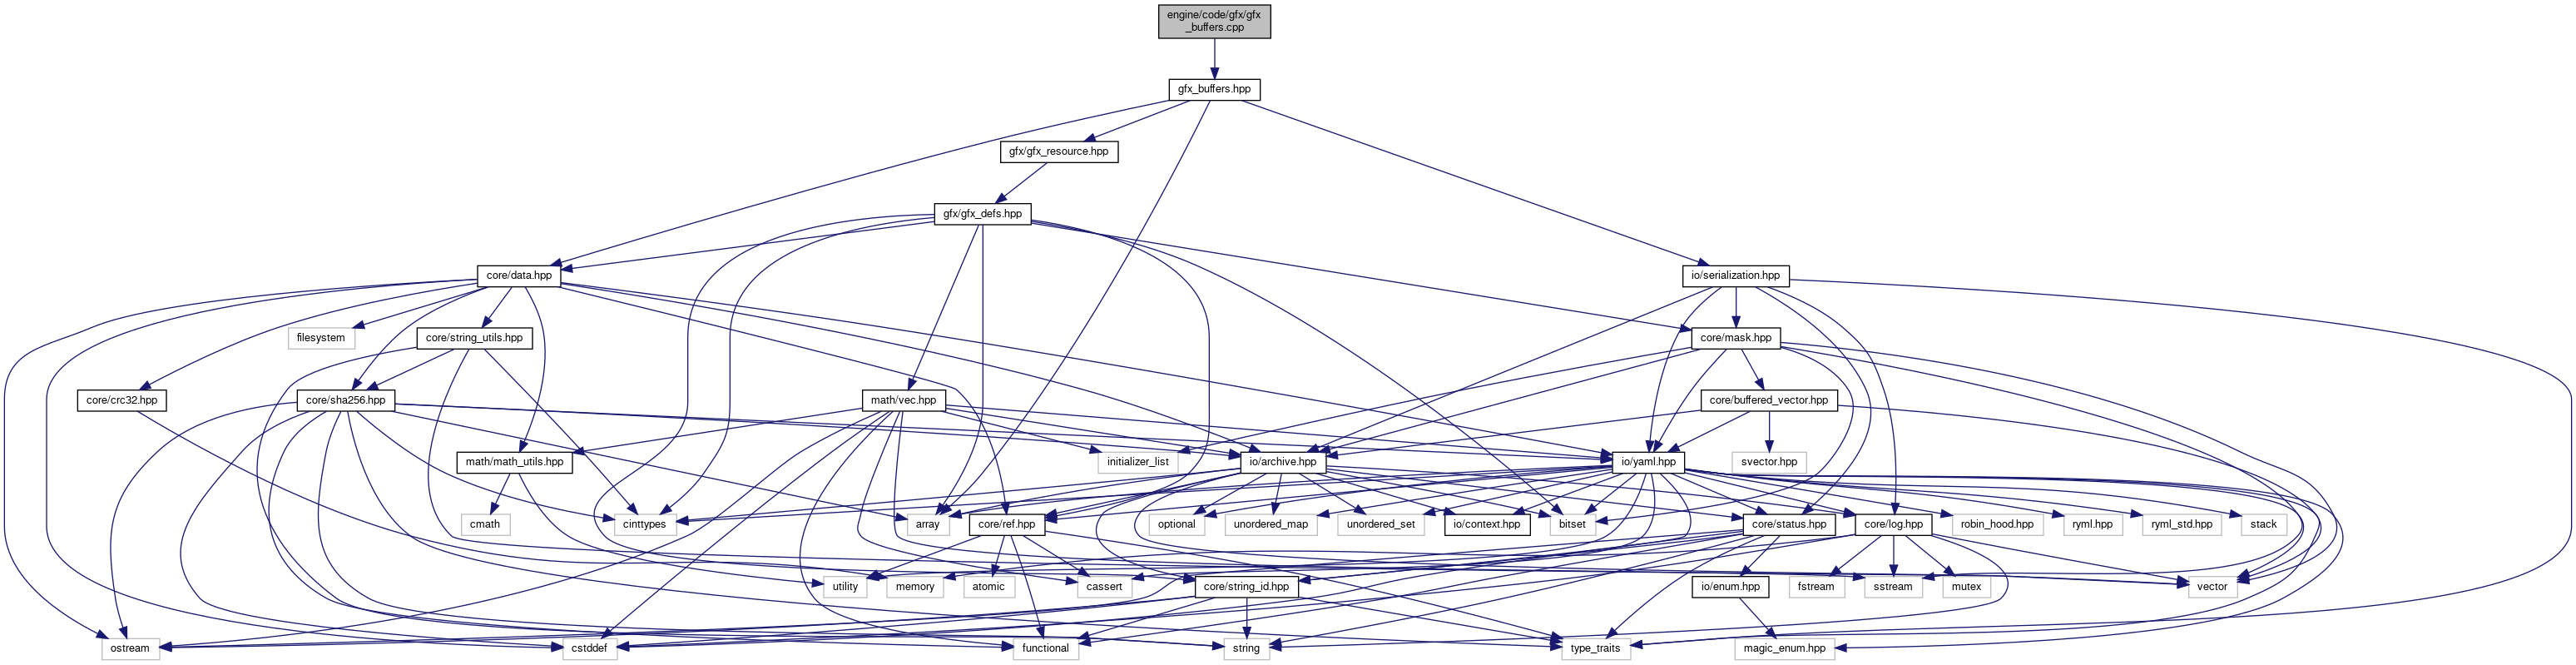 engine/code/gfx/gfx
_buffers.cpp
gfx_buffers.hpp
gfx/gfx_resource.hpp
gfx/gfx_defs.hpp
core/data.hpp
io/serialization.hpp
filesystem
core/string_utils.hpp
core/mask.hpp
core/crc32.hpp
core/sha256.hpp
math/vec.hpp
core/buffered_vector.hpp
math/math_utils.hpp
initializer_list
io/archive.hpp
io/yaml.hpp
svector.hpp
cmath
cinttypes
array
core/ref.hpp
optional
unordered_map
unordered_set
io/context.hpp
bitset
core/status.hpp
core/log.hpp
robin_hood.hpp
ryml.hpp
ryml_std.hpp
stack
utility
memory
atomic
cassert
core/string_id.hpp
io/enum.hpp
fstream
sstream
mutex
vector
ostream
cstddef
functional
string
type_traits
magic_enum.hpp